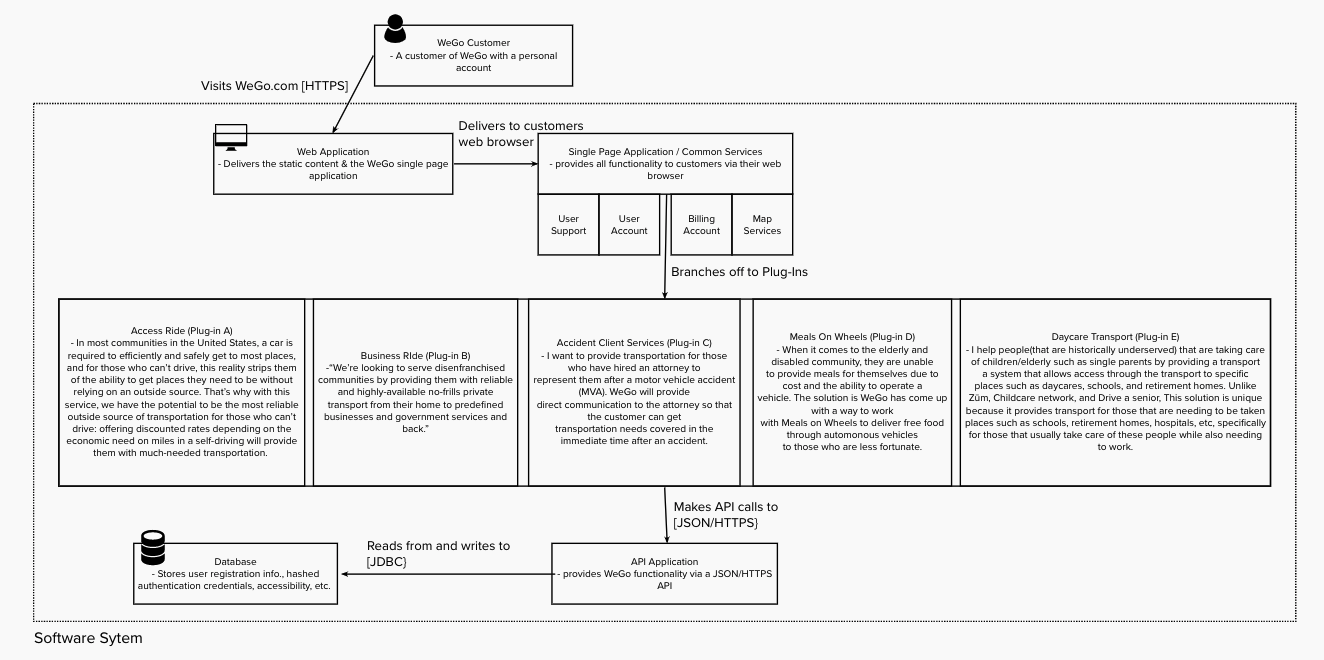 WeGo Customer
- A customer of WeGo with a personal
account
Visits WeGo.com [HTTPS]
Delivers to customers
web browser
Web Application
- Delivers the static content & the WeGo single page
application
Single Page Application / Common Services
- provides all functionality to customers via their web
browser
User
Support
User
Account
Billing
Account
Map
Services
Branches off to Plug-Ins
Access Ride (Plug-in A)
- In most communities in the United States, a car is
required to efficiently and safely get to most places,
and for those who can't drive, this reality strips them
of the ability to get places they need to be without
relying on an outside source. That's why with this
service, we have the potential to be the most reliable
outside source of transportation for those who can't
drive: offering discounted rates depending on the
economic need on miles in a self-driving will provide
them with much-needed transportation.
Business RIde (Plug-in B)
-"We're looking to serve disenfranchised
communities by providing them with reliable
and highly-available no-frills private
transport from their home to predefined
businesses and government services and
back."
Accident Client Services (Plug-in C)
- I want to provide transportation for those
who have hired an attorney to
represent them after a motor vehicle accident
(MVA). WeGo will provide
direct communication to the attorney so that
the customer can get
transportation needs covered in the
immediate time after an accident.
Meals On Wheels (Plug-in D)
- When it comes to the elderly and
disabled community, they are unable
to provide meals for themselves due to
cost and the ability to operate a
vehicle. The solution is WeGo has come up
with a way to work
with Meals on Wheels to deliver free food
through automonous vehicles
to those who are less fortunate.
Daycare Transport (Plug-in E)
- I help people(that are historically underserved) that are taking care
of children/elderly such as single parents by providing a transport
a system that allows access through the transport to specific
places such as daycares, schools, and retirement homes. Unlike
Züm, Childcare network, and Drive a senior, This solution is unique
because it provides transport for those that are needing to be taken
places such as schools, retirement homes, hospitals, etc, specifically
for those that usually take care of these people while also needing
to work.
Makes API calls to
[JSON/HTTPS}
Reads from and writes to
[JDBC}
Database
- Stores user registration info., hashed
authentication credentials, accessibility, etc.
API Application
- provides WeGo functionality via a JSON/HTTPS
API
Software Sytem